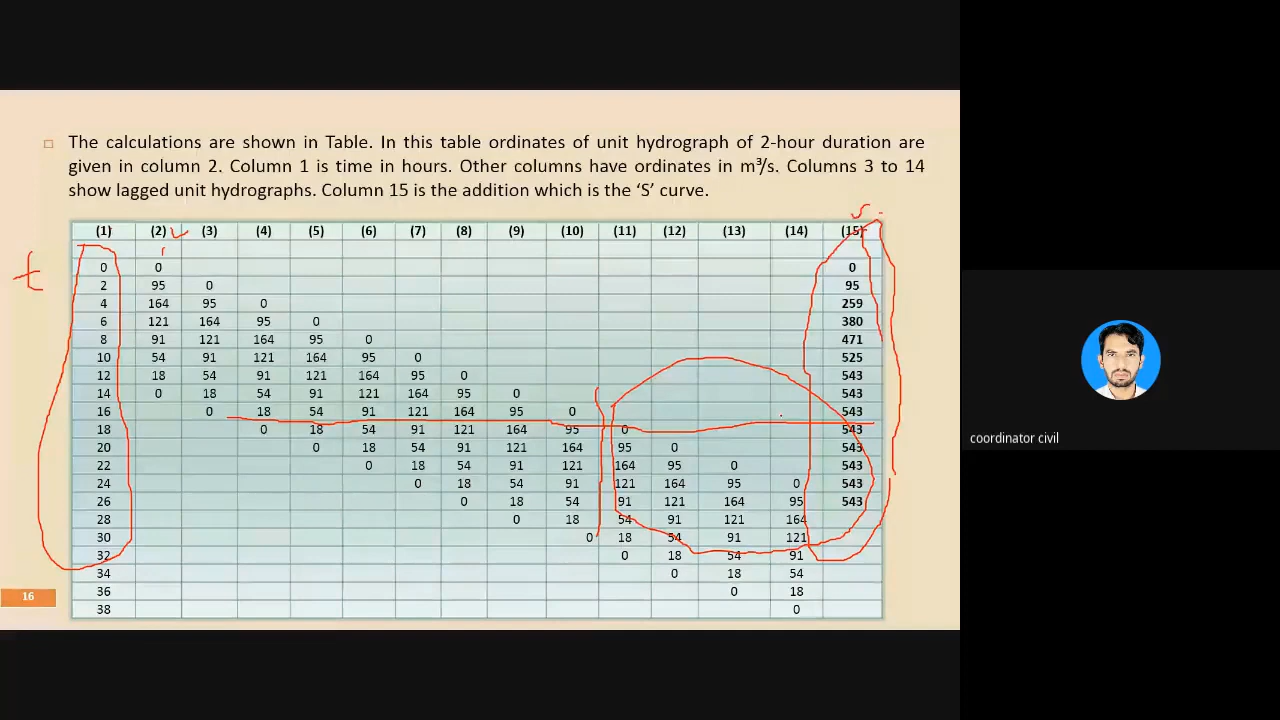 □ The calculations are shown in Table. In this table ordinates of unit hydrograph of 2-hour duration are
given in column 2. Column 1 is time in hours. Other columns have ordinates in m³/s. Columns 3 to 14
show lagged unit hydrographs. Column 15 is the addition which is the ‘S’ curve.
S
(1) (2) (3) (4) (5) (6) (7) (8) (9) (10) (11) (12) (13) (14) (15)
t
0 0 0
2 95 0 95
4 164 95 0 259
6 121 164 95 0 380
8 91 121 164 95 0 471
10 54 91 121 164 95 0 525
12 18 54 91 121 164 95 0 543
14 0 18 54 91 121 164 95 0 543
16 0 18 54 91 121 164 95 0 543
18 0 18 54 91 121 164 95 0 543
20 0 18 54 91 121 164 95 0 543
22 0 18 54 91 121 164 95 0 543
24 0 18 54 91 121 164 95 0 543
26 0 18 54 91 121 164 95 543
28 0 18 54 91 121 164
30 0 18 54 91 121
32 0 18 54 91
34 0 18 54
36 0 18
38 0
16
coordinator civil